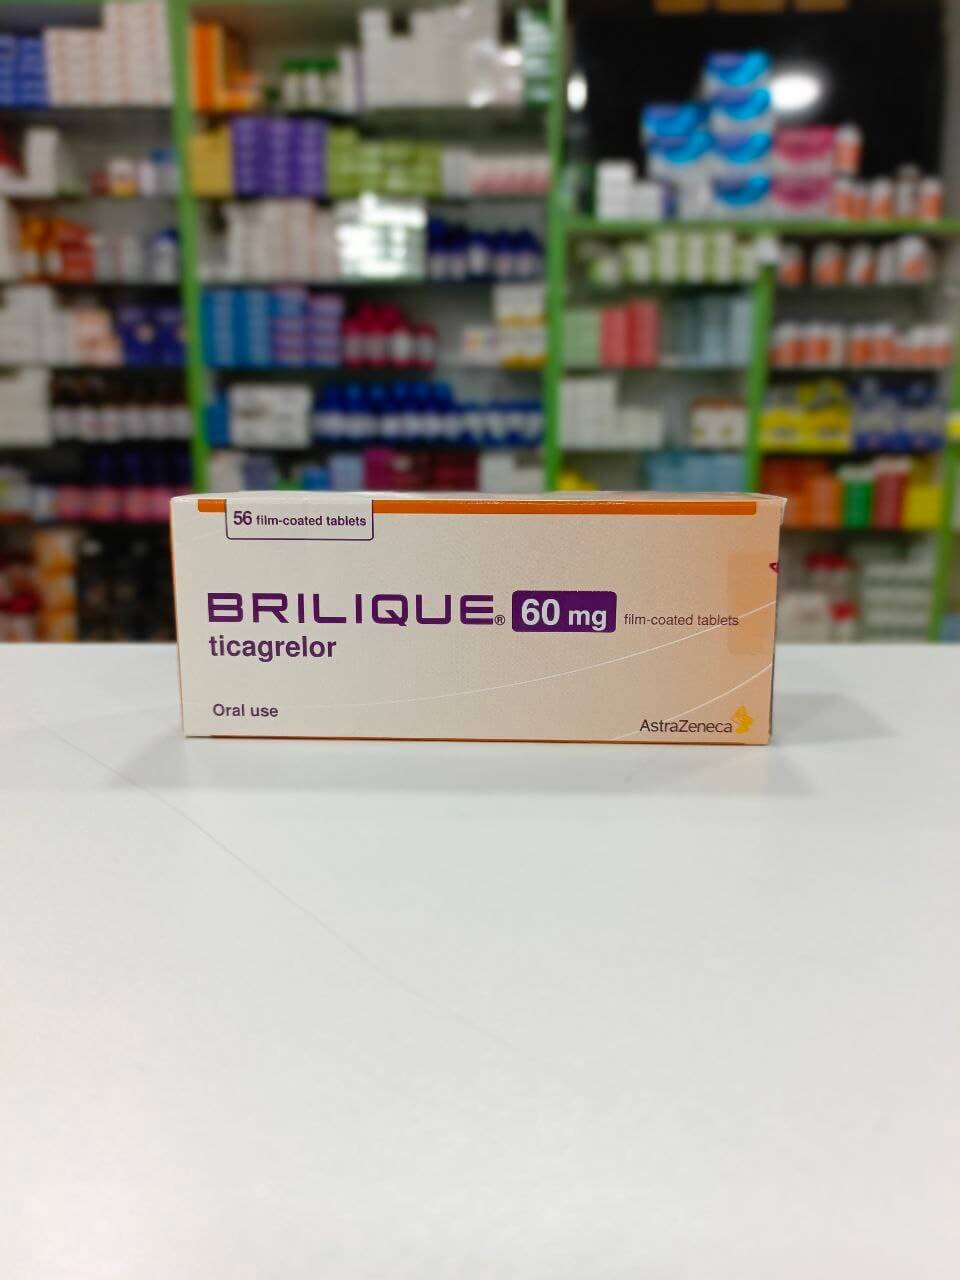 56 film-coated tablets
BRILIQUE® 60 mg film-coated tablets
ticagrelor
Oral use
AstraZeneca